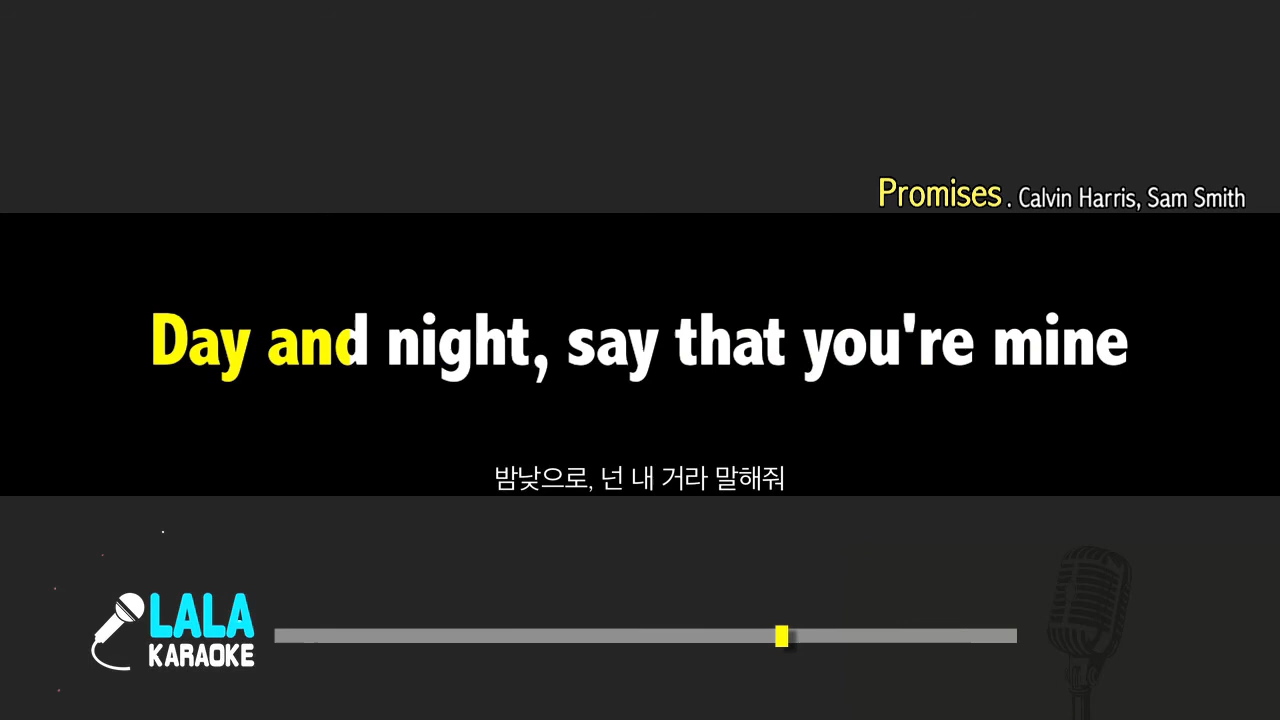 Promises . Calvin Harris, Sam Smith
Day and night, say that you're mine
밤낮으로, 넌 내 거라 말해줘
LALA
KARAOKE